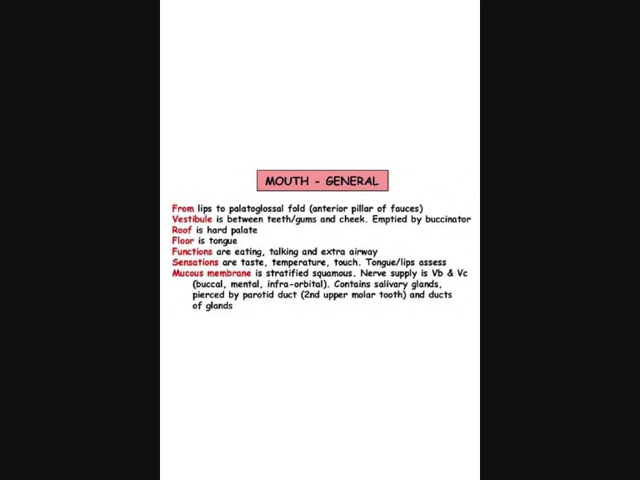 MOUTH - GENERAL
From lips to palatoglossal fold (anterior pillar of fauces)
Vestibule is between teeth/gums and cheek. Emptied by buccinator
Roof is hard palate
Floor is tongue
Functions are eating, talking and extra airway
Sensations are taste, temperature, touch. Tongue/lips assess
Mucous membrane is stratified squamous. Nerve supply is Vb & Vc
(buccal, mental, infra-orbital). Contains salivary glands,
pierced by parotid duct (2nd upper molar tooth) and ducts
of glands